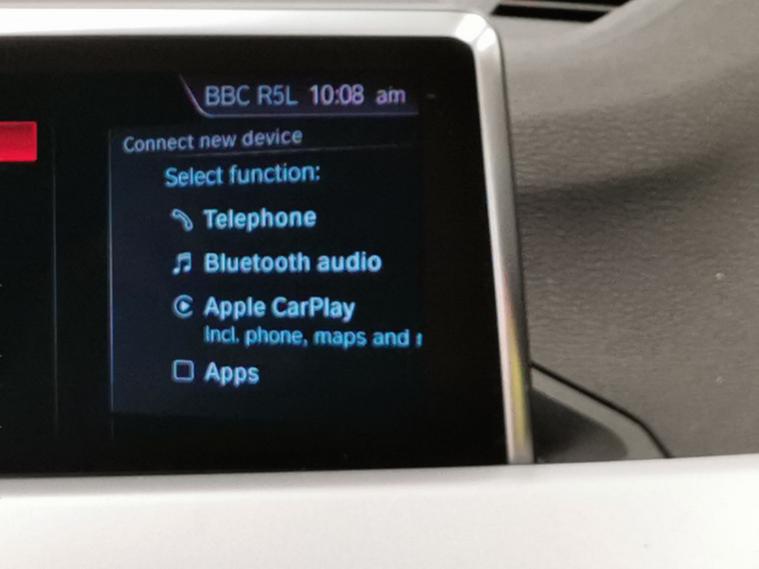 BBC R5L 10:08 am
Connect new device
Select function:
Telephone
Bluetooth audio
Apple CarPlay
Incl. phone, maps and
Apps